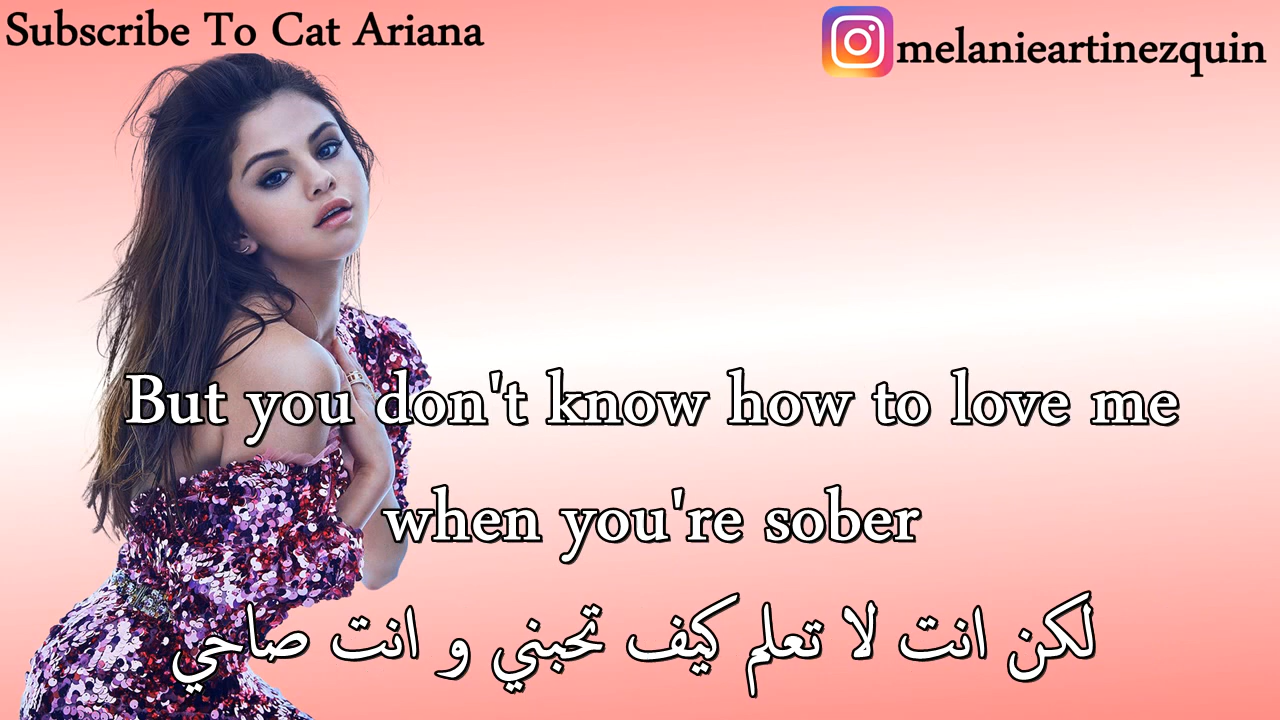 Subscribe To Cat Ariana
melanieartinezquin
But you don't know how to love me
when you're sober
لكن انت لا تعلم كيف تحبني و انت صاحي